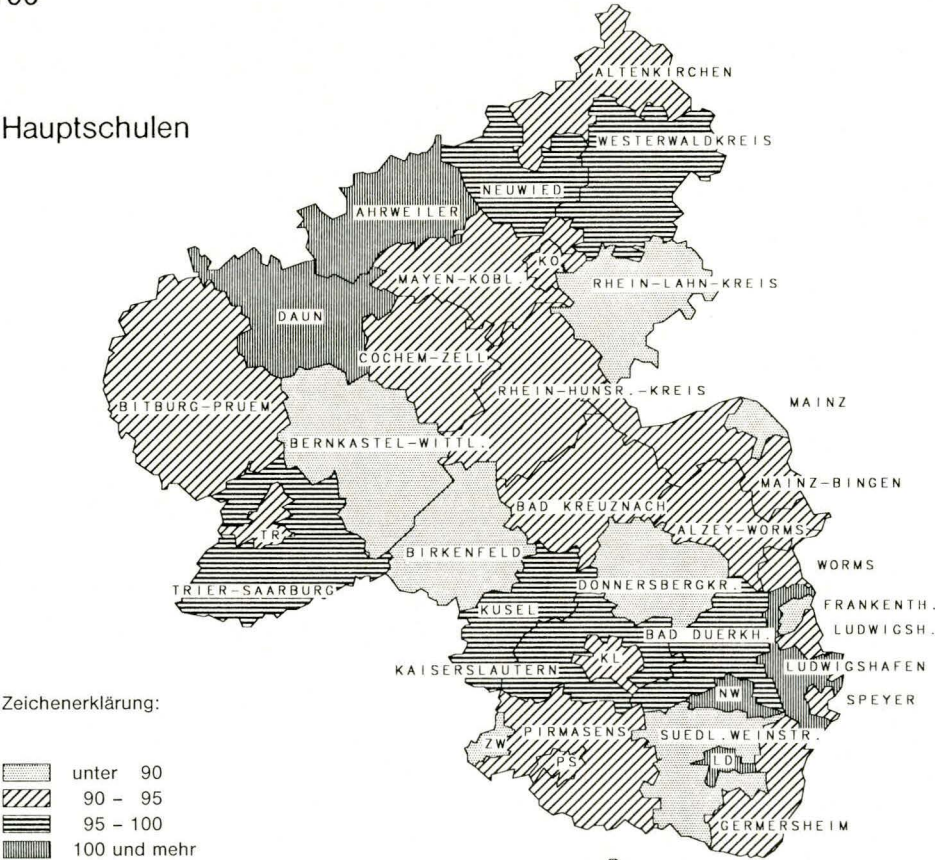 Hauptschulen
ALTENKIRCHEN
WESTERWALDKREIS
NEUWIED
AHRWEILER
KO
MAYEN-KOBL.
RHEIN-LAHN-KREIS
DAUN
COCHEM-ZELL
RHEIN-HUNSR.-KREIS
BITBURG-PRUEM
MAINZ
BERNKASTEL-WITTL.
MAINZ-BINGEN
BAD KREUZNACH
ALZEY-WORMS
TR
BIRKENFELD
WORMS
TRIER-SAARBURG
DONNERSBERGKR.
KUSEL
FRANKENTH.
LUDWIGSH.
BAD DUERKH.
KL
KAISERSLAUTERN
LUDWIGSHAFEN
NW
SPEYER
Zeichenerklärung:
PIRMASENS
SUEDL.WEINSTR.
ZW
PS
LD
unter 90
90 – 95
95 – 100
GERMERSHEIM
100 und mehr